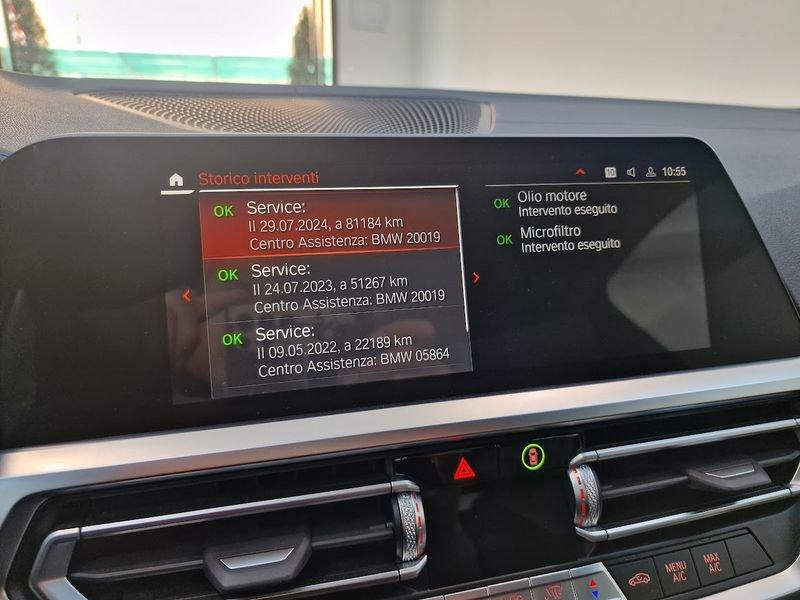 Storico interventi
10
10:55
OK Service:
Il 29.07.2024, a 81184 km
Centro Assistenza: BMW 20019
OK Service:
Il 24.07.2023, a 51267 km
Centro Assistenza: BMW 20019
OK Service:
Il 09.05.2022, a 22189 km
Centro Assistenza: BMW 05864
OK Olio motore
Intervento eseguito
OK Microfiltro
Intervento eseguito
MENU
A/C
MAX
A/C